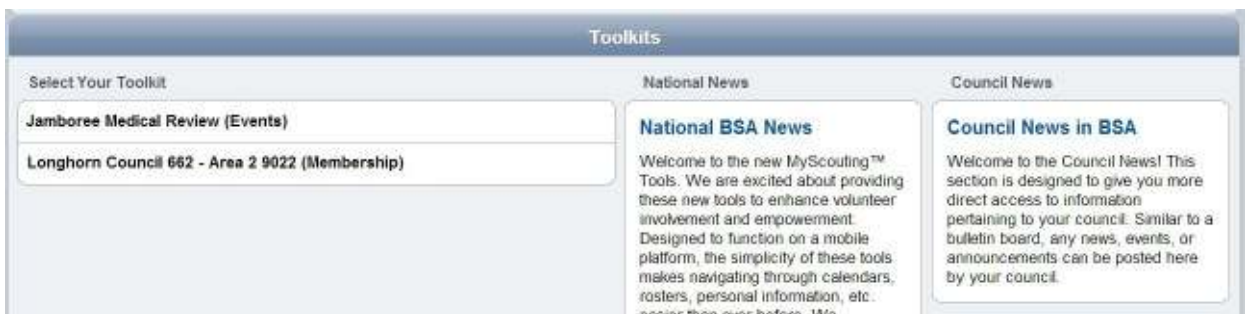 Toolkits
Select Your Toolkit
Jamboree Medical Review (Events)
Longhorn Council 662 - Area 2 9022 (Membership)
National News
National BSA News
Welcome to the new MyScouting™
Tools. We are excited about providing
these new tools to enhance volunteer
involvement and empowerment.
Designed to function on a mobile
platform, the simplicity of these tools
makes navigating through calendars,
rosters, personal information, etc.
easier than ever before. We
Council News
Council News in BSA
Welcome to the Council News! This
section is designed to give you more
direct access to information
pertaining to your council. Similar to a
bulletin board, any news, events, or
announcements can be posted here
by your council.